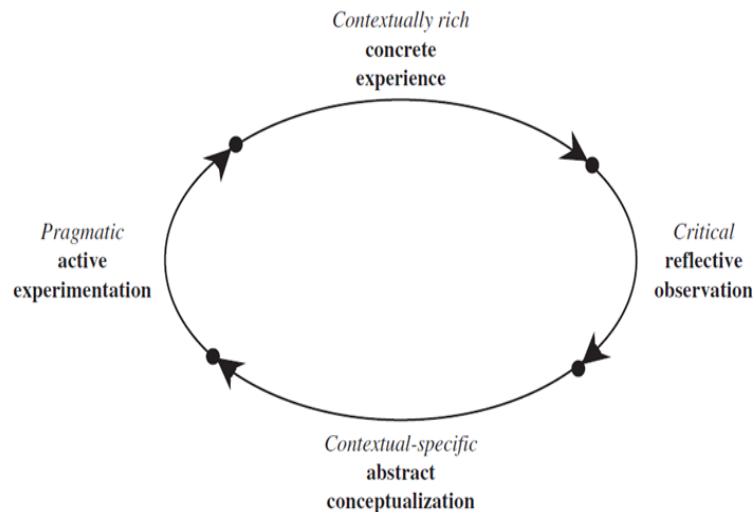 Contextually rich
concrete
experience
Pragmatic
active
experimentation
Critical
reflective
observation
Contextual-specific
abstract
conceptualization